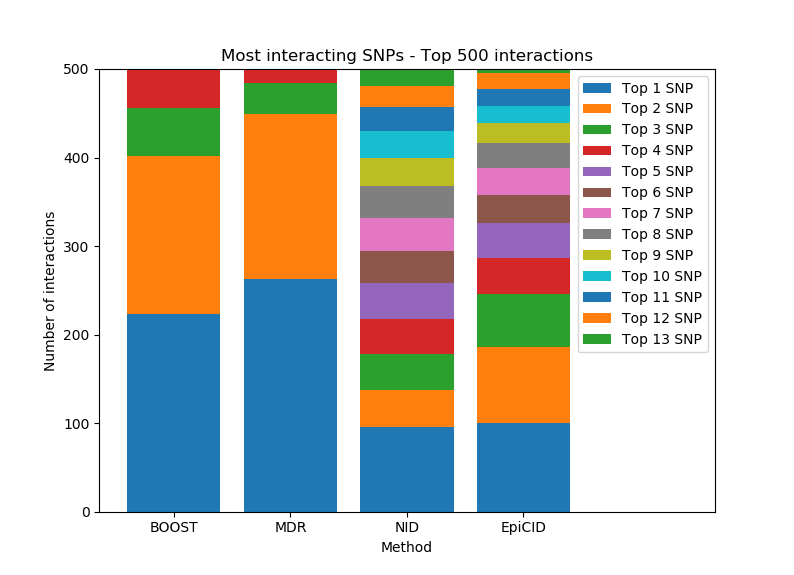 Most interacting SNPs - Top 500 interactions
Number of interactions
500
400
300
200
100
0
BOOST
MDR
NID
EpiCID
Method
Top 1 SNP
Top 2 SNP
Top 3 SNP
Top 4 SNP
Top 5 SNP
Top 6 SNP
Top 7 SNP
Top 8 SNP
Top 9 SNP
Top 10 SNP
Top 11 SNP
Top 12 SNP
Top 13 SNP